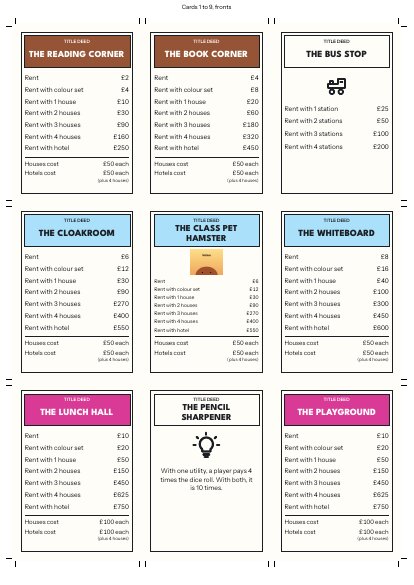 Cards 1 to 9, fronts
TITLE DEED
THE READING CORNER
Rent £2
Rent with colour set £4
Rent with 1 house £10
Rent with 2 houses £30
Rent with 3 houses £90
Rent with 4 houses £160
Rent with hotel £250
Houses cost £50 each
Hotels cost £50 each
(plus 4 houses)
TITLE DEED
THE BOOK CORNER
Rent £4
Rent with colour set £8
Rent with 1 house £20
Rent with 2 houses £60
Rent with 3 houses £180
Rent with 4 houses £320
Rent with hotel £450
Houses cost £50 each
Hotels cost £50 each
(plus 4 houses)
TITLE DEED
THE BUS STOP
Rent with 1 station £25
Rent with 2 stations £50
Rent with 3 stations £100
Rent with 4 stations £200
TITLE DEED
THE CLOAKROOM
Rent £6
Rent with colour set £12
Rent with 1 house £30
Rent with 2 houses £90
Rent with 3 houses £270
Rent with 4 houses £400
Rent with hotel £550
Houses cost £50 each
Hotels cost £50 each
(plus 4 houses)
TITLE DEED
THE CLASS PET
HAMSTER
Rent £6
Rent with colour set £12
Rent with 1 house £30
Rent with 2 houses £90
Rent with 3 houses £270
Rent with 4 houses £400
Rent with hotel £550
Houses cost £50 each
Hotels cost £50 each
(plus 4 houses)
TITLE DEED
THE WHITEBOARD
Rent £8
Rent with colour set £16
Rent with 1 house £40
Rent with 2 houses £100
Rent with 3 houses £300
Rent with 4 houses £450
Rent with hotel £600
Houses cost £50 each
Hotels cost £50 each
(plus 4 houses)
TITLE DEED
THE LUNCH HALL
Rent £10
Rent with colour set £20
Rent with 1 house £50
Rent with 2 houses £150
Rent with 3 houses £450
Rent with 4 houses £625
Rent with hotel £750
Houses cost £100 each
Hotels cost £100 each
(plus 4 houses)
TITLE DEED
THE PENCIL
SHARPENER
With one utility, a player pays 4
times the dice roll. With both, it
is 10 times.
TITLE DEED
THE PLAYGROUND
Rent £10
Rent with colour set £20
Rent with 1 house £50
Rent with 2 houses £150
Rent with 3 houses £450
Rent with 4 houses £625
Rent with hotel £750
Houses cost £100 each
Hotels cost £100 each
(plus 4 houses)